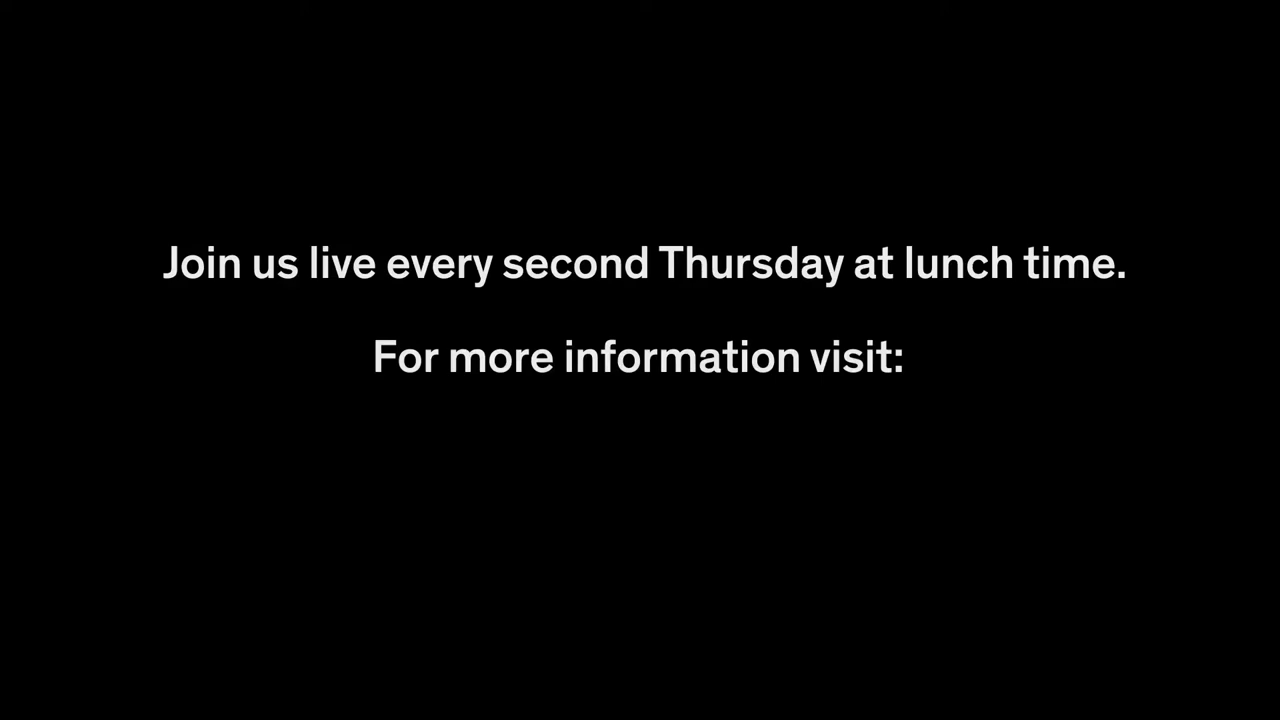 Join us live every second Thursday at lunch time.
For more information visit: